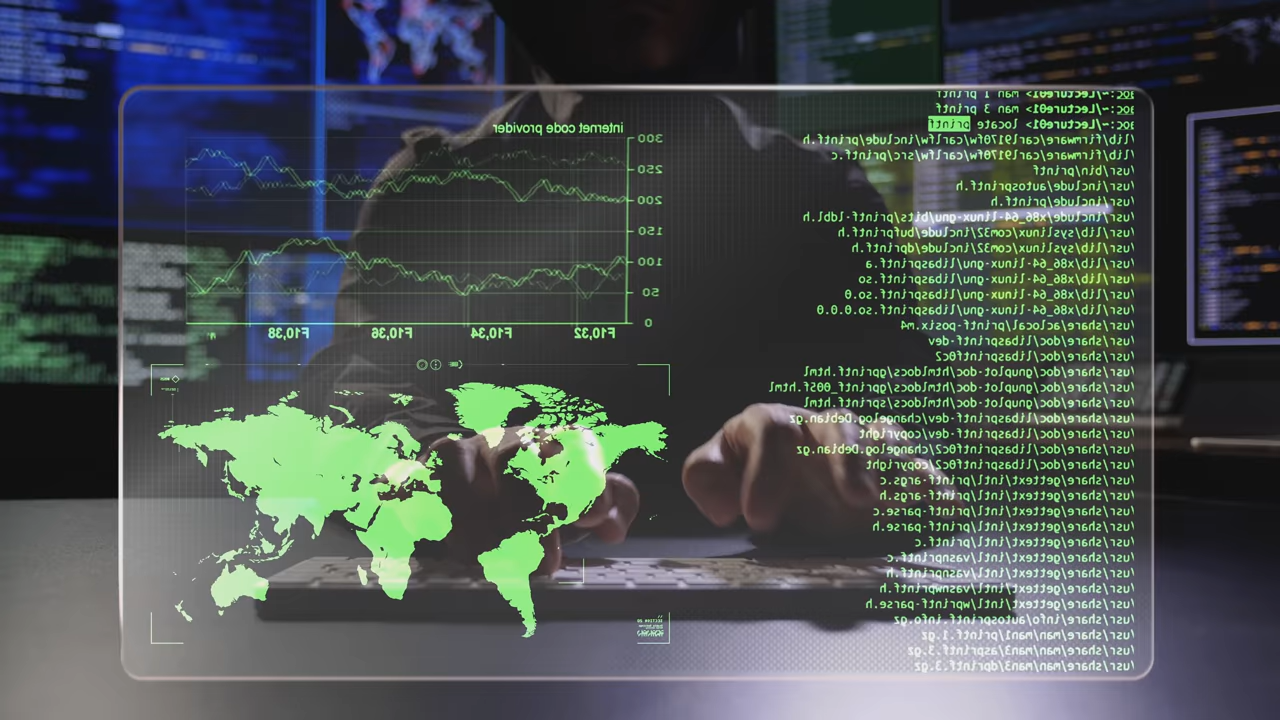 internet code provider
300
250
200
150
100
50
0
F10,32
F10,34
F10,36
F10,38
doc:~/Lecture01> man 1 printf
doc:~/Lecture01> man 3 printf
doc:~/Lecture01> locate printf
/lib/firmware/carl9170fw/carlfw/include/printf.h
/lib/firmware/carl9170fw/carlfw/src/printf.c
/usr/bin/printf
/usr/include/autosprintf.h
/usr/include/printf.h
/usr/include/x86_64-linux-gnu/bits/printf-ldbl.h
/usr/lib/syslinux/com32/include/bufprintf.h
/usr/lib/syslinux/com32/include/dprintf.h
/usr/lib/x86_64-linux-gnu/libasprintf.a
/usr/lib/x86_64-linux-gnu/libasprintf.so
/usr/lib/x86_64-linux-gnu/libasprintf.so.0
/usr/lib/x86_64-linux-gnu/libasprintf.so.0.0.0
/usr/share/aclocal/printf-posix.m4
/usr/share/doc/libasprintf-dev
/usr/share/doc/libasprintf0c2
/usr/share/doc/gnuplot-doc/htmldocs/gprintf.html
/usr/share/doc/gnuplot-doc/htmldocs/sprintf_005f.html
/usr/share/doc/gnuplot-doc/htmldocs/sprintf.html
/usr/share/doc/libasprintf-dev/changelog.Debian.gz
/usr/share/doc/libasprintf-dev/copyright
/usr/share/doc/libasprintf0c2/changelog.Debian.gz
/usr/share/doc/libasprintf0c2/copyright
/usr/share/gettext/intl/printf-args.c
/usr/share/gettext/intl/printf-args.h
/usr/share/gettext/intl/printf-parse.c
/usr/share/gettext/intl/printf-parse.h
/usr/share/gettext/intl/printf.c
/usr/share/gettext/intl/vasnprintf.c
/usr/share/gettext/intl/vasnprintf.h
/usr/share/gettext/intl/vasnwprintf.h
/usr/share/gettext/intl/wprintf-parse.h
/usr/share/info/autosprintf.info.gz
/usr/share/man/man1/printf.1.gz
/usr/share/man/man3/asprintf.3.gz
/usr/share/man/man3/dprintf.3.gz